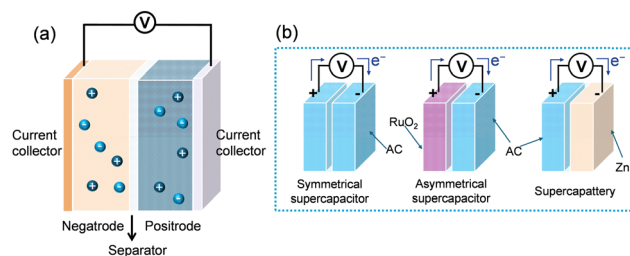 (a)
V
Current
collector
Current
collector
Negatrode
Positrode
Separator
(b)
V
e⁻
+
-
V
e⁻
+
-
V
e⁻
+
-
RuO₂
AC
AC
Zn
Symmetrical
supercapacitor
Asymmetrical
supercapacitor
Supercapattery